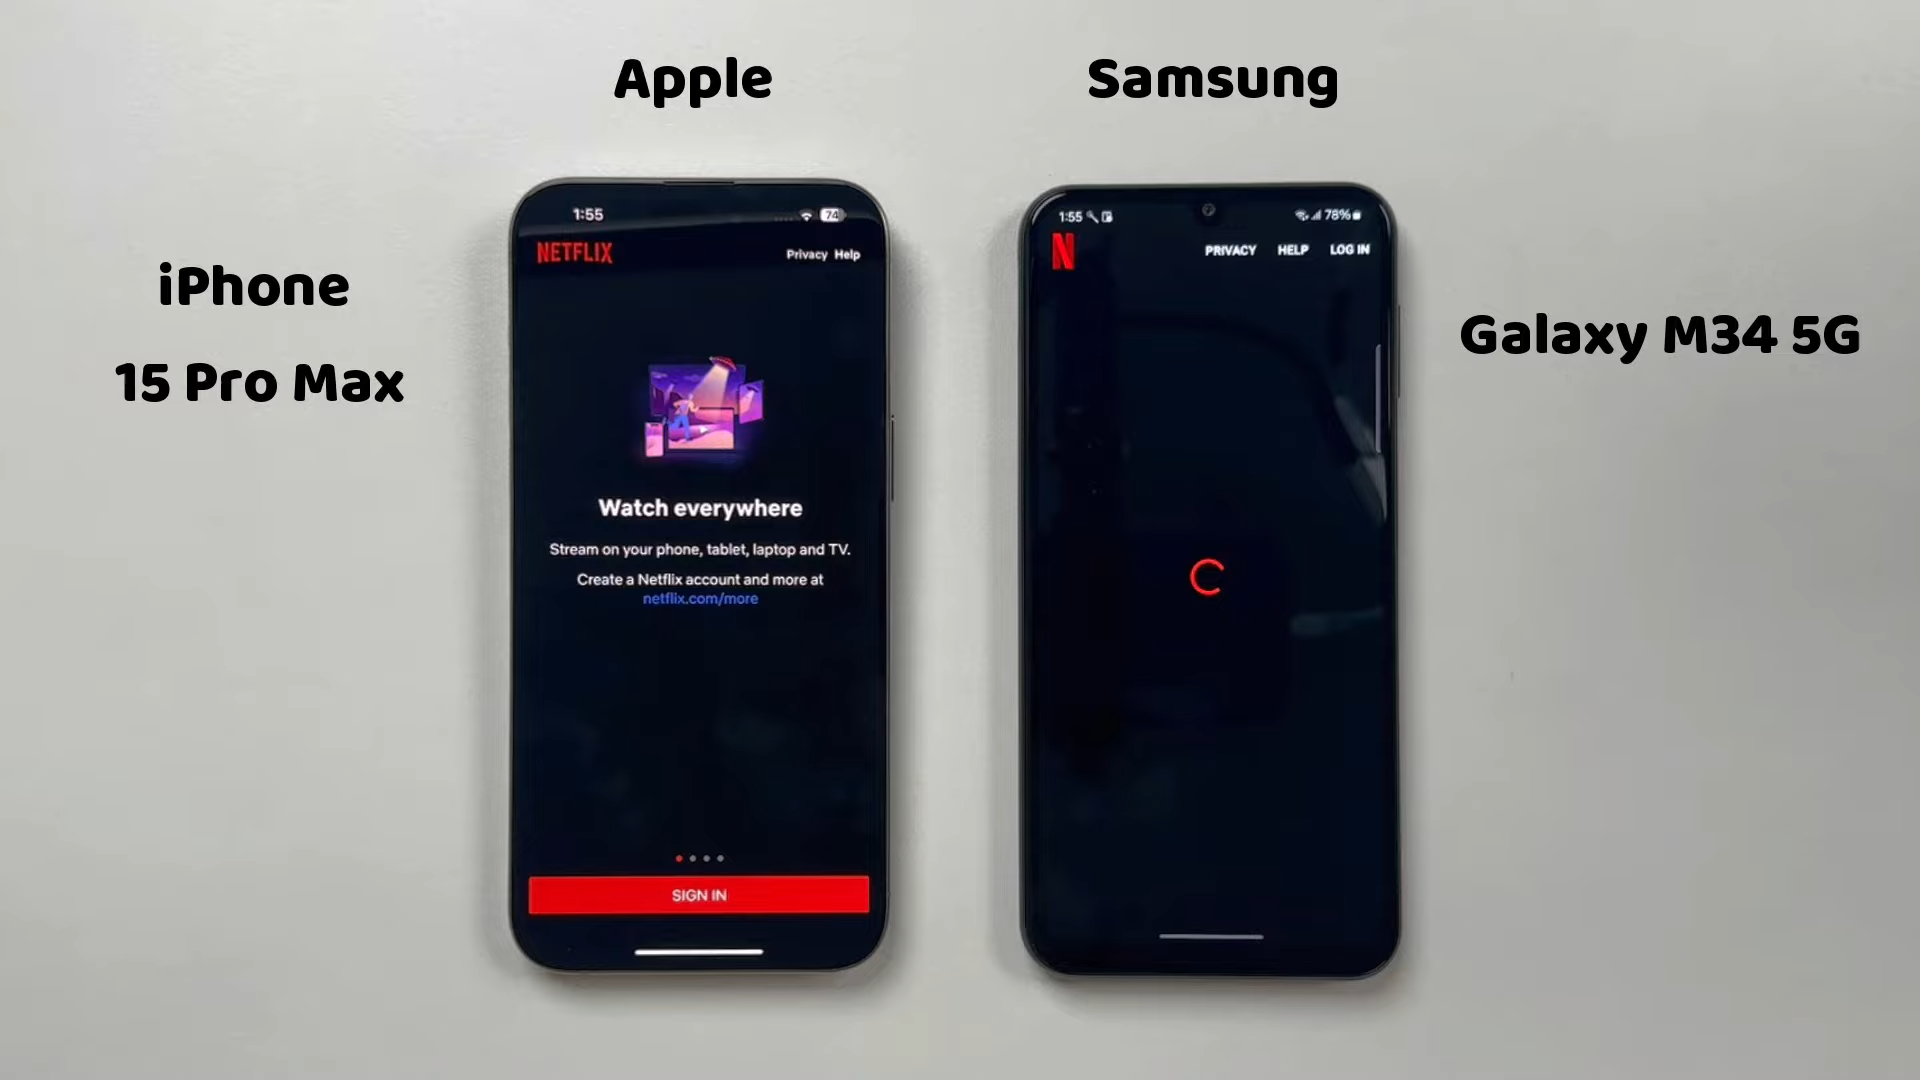 Apple
Samsung
iPhone
15 Pro Max
Galaxy M34 5G
1:55
74
NETFLIX
Privacy Help
Watch everywhere
Stream on your phone, tablet, laptop and TV.
Create a Netflix account and more at
netflix.com/more
SIGN IN
1:55
78%
N
PRIVACY HELP LOG IN